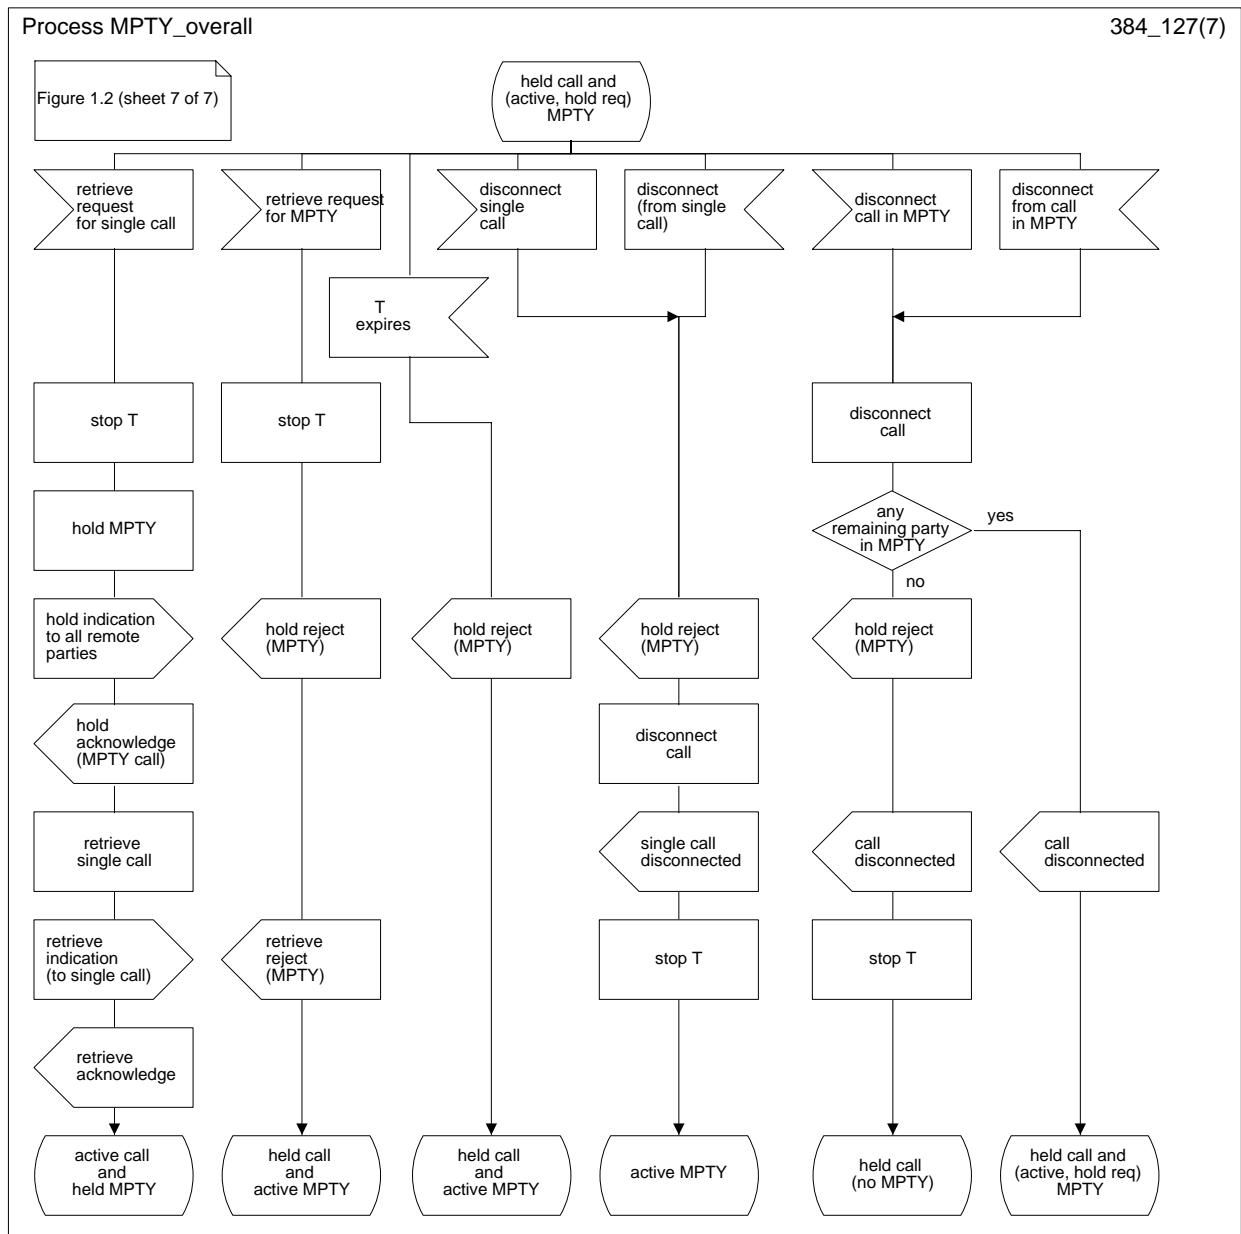 Process MPTY_overall
384_127(7)
Figure 1.2 (sheet 7 of 7)
held call and
(active, hold req)
MPTY
retrieve
request
for single call
retrieve request
for MPTY
disconnect
single
call
disconnect
(from single
call)
disconnect
call in MPTY
disconnect
from call
in MPTY
T
expires
stop T
stop T
disconnect
call
hold MPTY
any
remaining party
in MPTY
yes
no
hold indication
to all remote
parties
hold reject
(MPTY)
hold reject
(MPTY)
hold reject
(MPTY)
hold reject
(MPTY)
hold
acknowledge
(MPTY call)
disconnect
call
retrieve
single call
single call
disconnected
call
disconnected
call
disconnected
retrieve
indication
(to single call)
retrieve
reject
(MPTY)
stop T
stop T
retrieve
acknowledge
active call
and
held MPTY
held call
and
active MPTY
held call
and
active MPTY
active MPTY
held call
(no MPTY)
held call and
(active, hold req)
MPTY